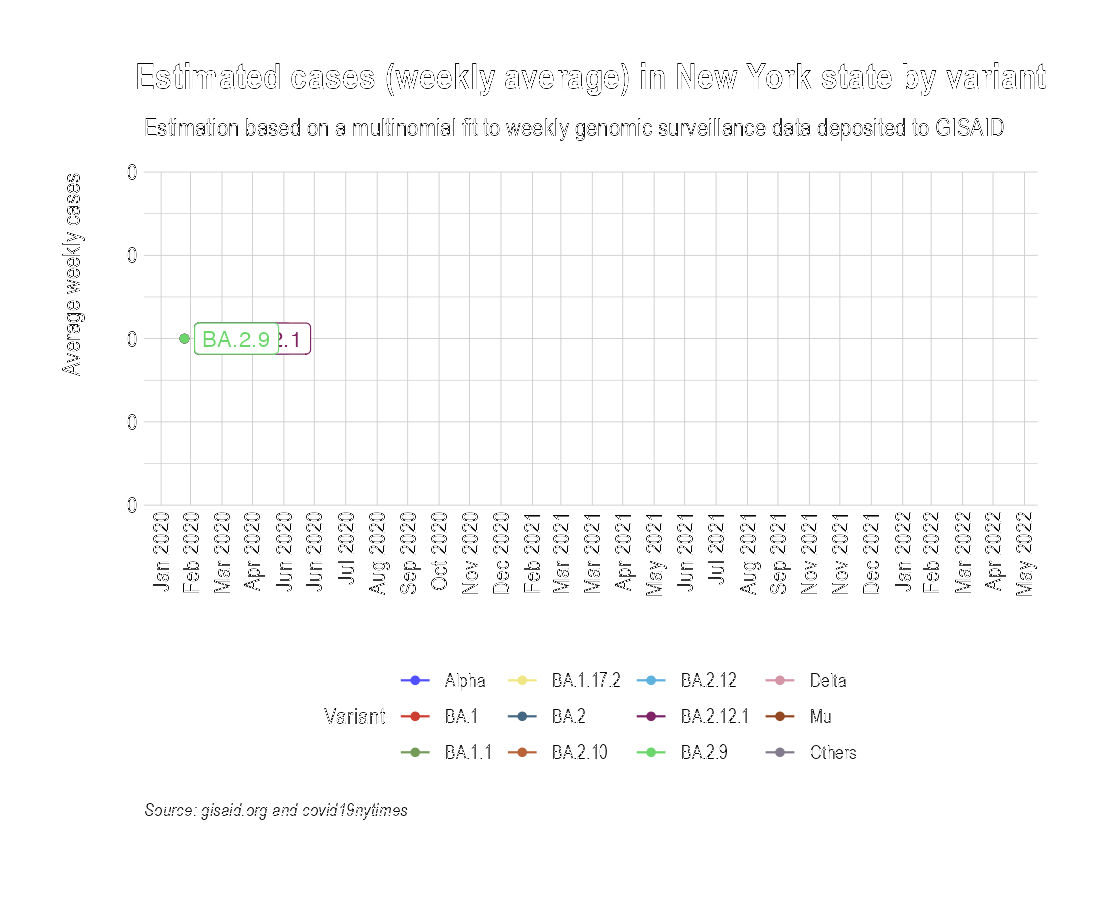 Estimated cases (weekly average) in New York state by variant
Estimation based on a multinomial fit to weekly genomic surveillance data deposited to GISAID
Average weekly cases
0
0
0
0
0
BA.2.9
2.1
Jan 2020
Feb 2020
Mar 2020
Apr 2020
Jun 2020
Jun 2020
Jul 2020
Aug 2020
Sep 2020
Oct 2020
Nov 2020
Dec 2020
Feb 2021
Mar 2021
Mar 2021
Apr 2021
May 2021
Jun 2021
Jul 2021
Aug 2021
Sep 2021
Nov 2021
Nov 2021
Dec 2021
Jan 2022
Feb 2022
Mar 2022
Apr 2022
May 2022
Variant
Alpha
BA.1
BA.1.1
BA.1.17.2
BA.2
BA.2.10
BA.2.12
BA.2.12.1
BA.2.9
Delta
Mu
Others
Source: gisaid.org and covid19nytimes